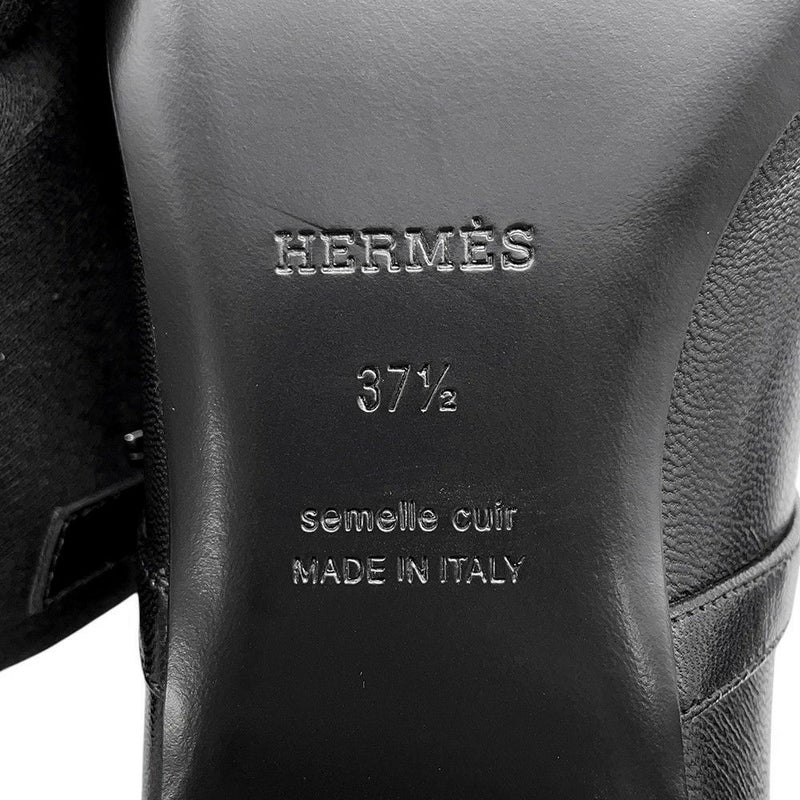 HERMÈS
37½
semelle cuir
MADE IN ITALY